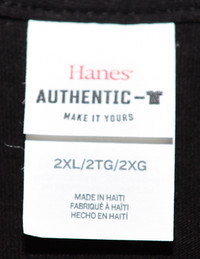 Hanes
AUTHENTIC-
MAKE IT YOURS
2XL/2TG/2XG
MADE IN HAITI
FABRIQUÉ À HAÏTI
HECHO EN HAITÍ